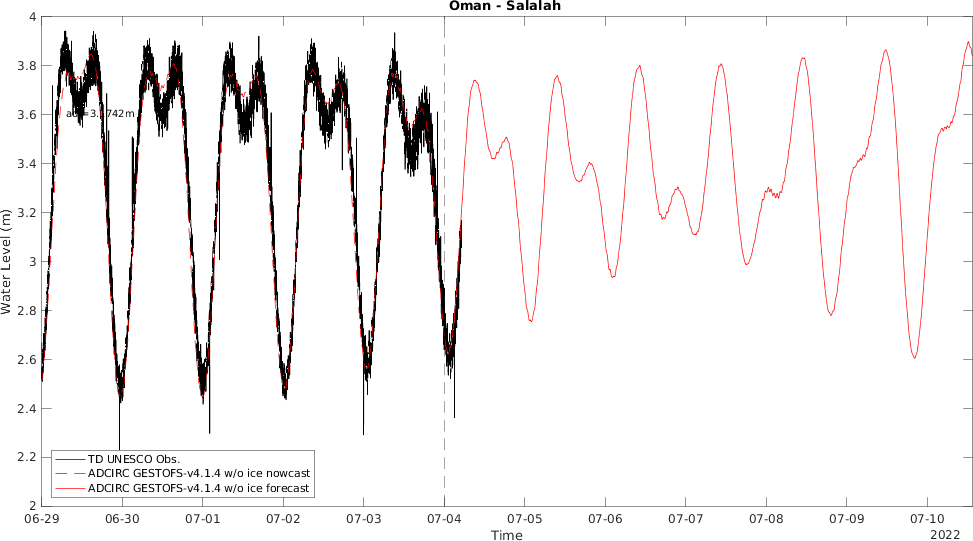 Oman - Salalah
4
3.8
3.6
3.4
3.2
3
2.8
2.6
2.4
2.2
2
Water Level (m)
TD UNESCO Obs.
ADCIRC GESTOFS-v4.1.4 w/o ice nowcast
ADCIRC GESTOFS-v4.1.4 w/o ice forecast
06-29 06-30 07-01 07-02 07-03 07-04 07-05 07-06 07-07 07-08 07-09 07-10
Time
2022